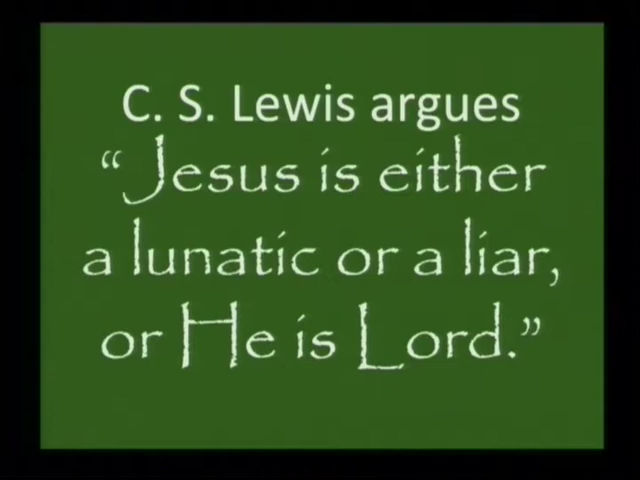 C. S. Lewis argues
“Jesus is either
a lunatic or a liar,
or He is Lord.”